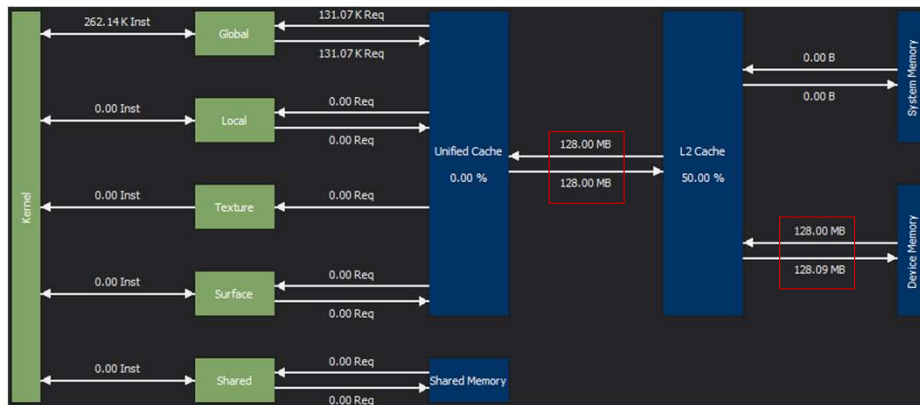 262.14 K Inst
Global
131.07 K Req
131.07 K Req
0.00 Inst
Local
0.00 Req
0.00 Req
0.00 Inst
Texture
0.00 Req
0.00 Inst
Surface
0.00 Req
0.00 Req
0.00 Inst
Shared
0.00 Req
0.00 Req
Kernel
Unified Cache
0.00 %
Shared Memory
128.00 MB
128.00 MB
L2 Cache
50.00 %
0.00 B
0.00 B
System Memory
128.00 MB
128.09 MB
Device Memory